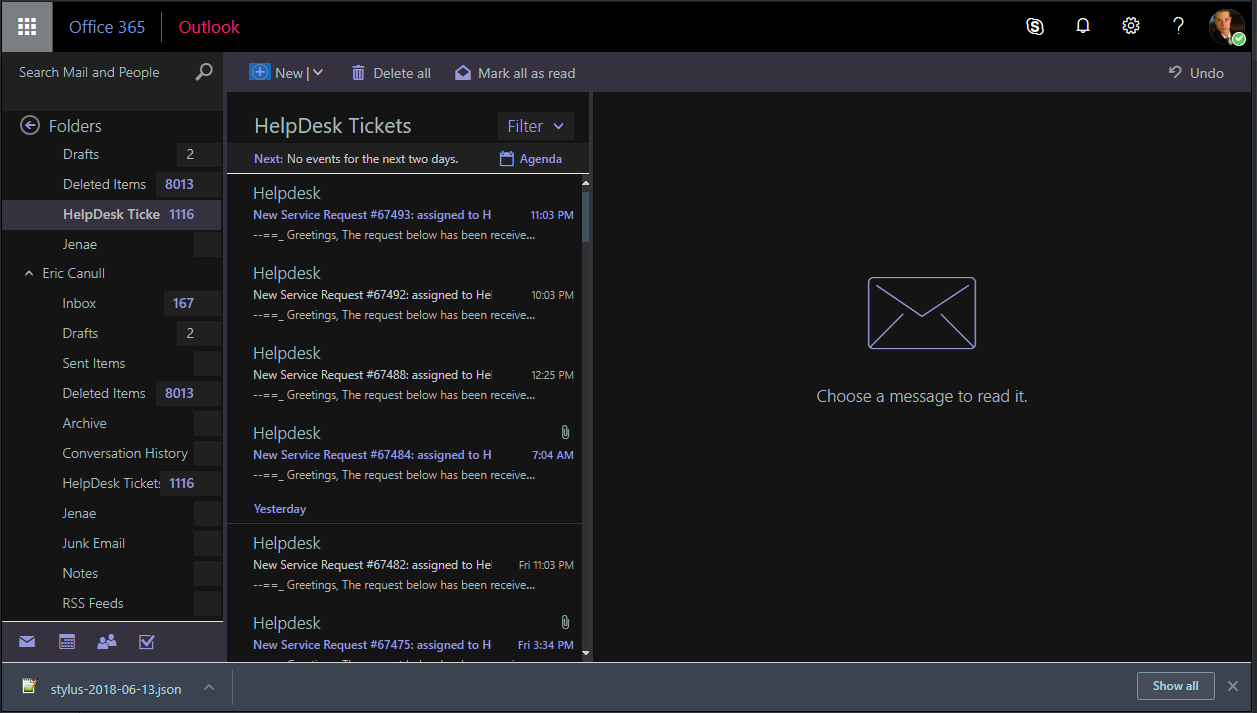 Office 365
Outlook
Search Mail and People
New
Delete all
Mark all as read
Undo
Folders
Drafts 2
Deleted Items 8013
HelpDesk Ticke 1116
Jenae
Eric Canull
Inbox 167
Drafts 2
Sent Items
Deleted Items 8013
Archive
Conversation History
HelpDesk Tickets 1116
Jenae
Junk Email
Notes
RSS Feeds
HelpDesk Tickets
Filter
Next: No events for the next two days.
Agenda
Helpdesk
New Service Request #67493: assigned to H 11:03 PM
--==_ Greetings, The request below has been receive...
Helpdesk
New Service Request #67492: assigned to Hel 10:03 PM
--==_ Greetings, The request below has been receive...
Helpdesk
New Service Request #67488: assigned to Hel 12:25 PM
--==_ Greetings, The request below has been receive...
Helpdesk
New Service Request #67484: assigned to H 7:04 AM
--==_ Greetings, The request below has been receive...
Yesterday
Helpdesk
New Service Request #67482: assigned to Hel Fri 11:03 PM
--==_ Greetings, The request below has been receive...
Helpdesk
New Service Request #67475: assigned to H Fri 3:34 PM
Choose a message to read it.
stylus-2018-06-13.json
Show all